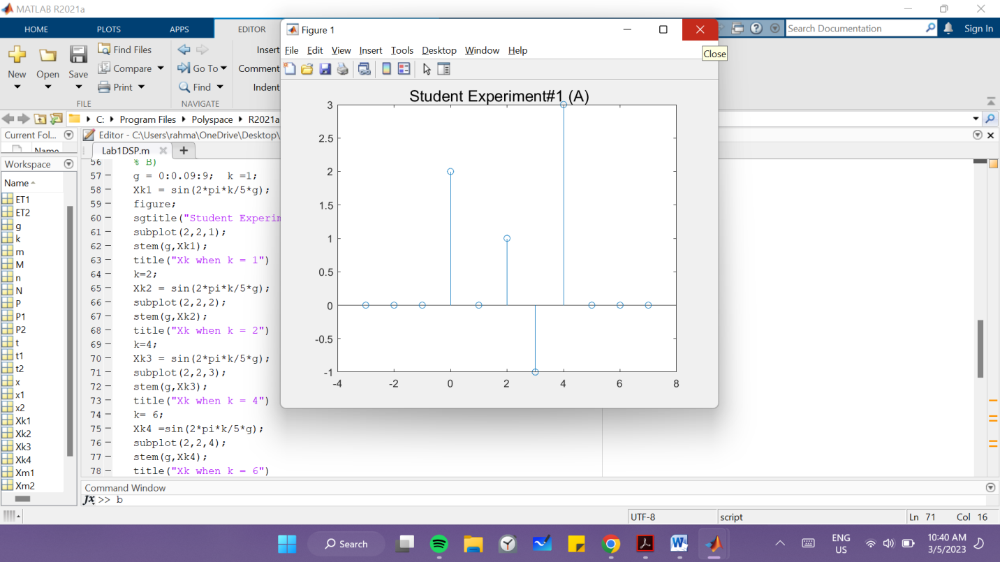 MATLAB R2021a
HOME PLOTS APPS EDITOR
Search Documentation
Sign In
New
Open
Save
Find Files
Compare
Print
FILE
Go To
Find
NAVIGATE
Insert
Comment
Indent
C: Program Files Polyspace R2021a
Current Fol...
Name
Workspace
Name
ET1
ET2
g
k
m
M
n
N
P
P1
P2
t
t1
t2
x
x1
x2
Xk1
Xk2
Xk3
Xk4
Xm1
Xm2
Editor - C:\Users\rahma\OneDrive\Desktop\
Lab1DSP.m
56 % B)
57 - g = 0:0.09:9; k =1;
58 - Xk1 = sin(2*pi*k/5*g);
59 - figure;
60 - sgtitle("Student Experim
61 - subplot(2,2,1);
62 - stem(g,Xk1);
63 - title("Xk when k = 1")
64 - k=2;
65 - Xk2 = sin(2*pi*k/5*g);
66 - subplot(2,2,2);
67 - stem(g,Xk2);
68 - title("Xk when k = 2")
69 - k=4;
70 - Xk3 = sin(2*pi*k/5*g);
71 - subplot(2,2,3);
72 - stem(g,Xk3);
73 - title("Xk when k = 4")
74 - k= 6;
75 - Xk4 =sin(2*pi*k/5*g);
76 - subplot(2,2,4);
77 - stem(g,Xk4);
78 - title("Xk when k = 6")
Figure 1
Close
File Edit View Insert Tools Desktop Window Help
Student Experiment#1 (A)
3
2.5
2
1.5
1
0.5
0
-0.5
-1
-4 -2 0 2 4 6 8
Command Window
fx >> b
UTF-8
script
Ln 71 Col 16
Search
ENG
US
10:40 AM
3/5/2023